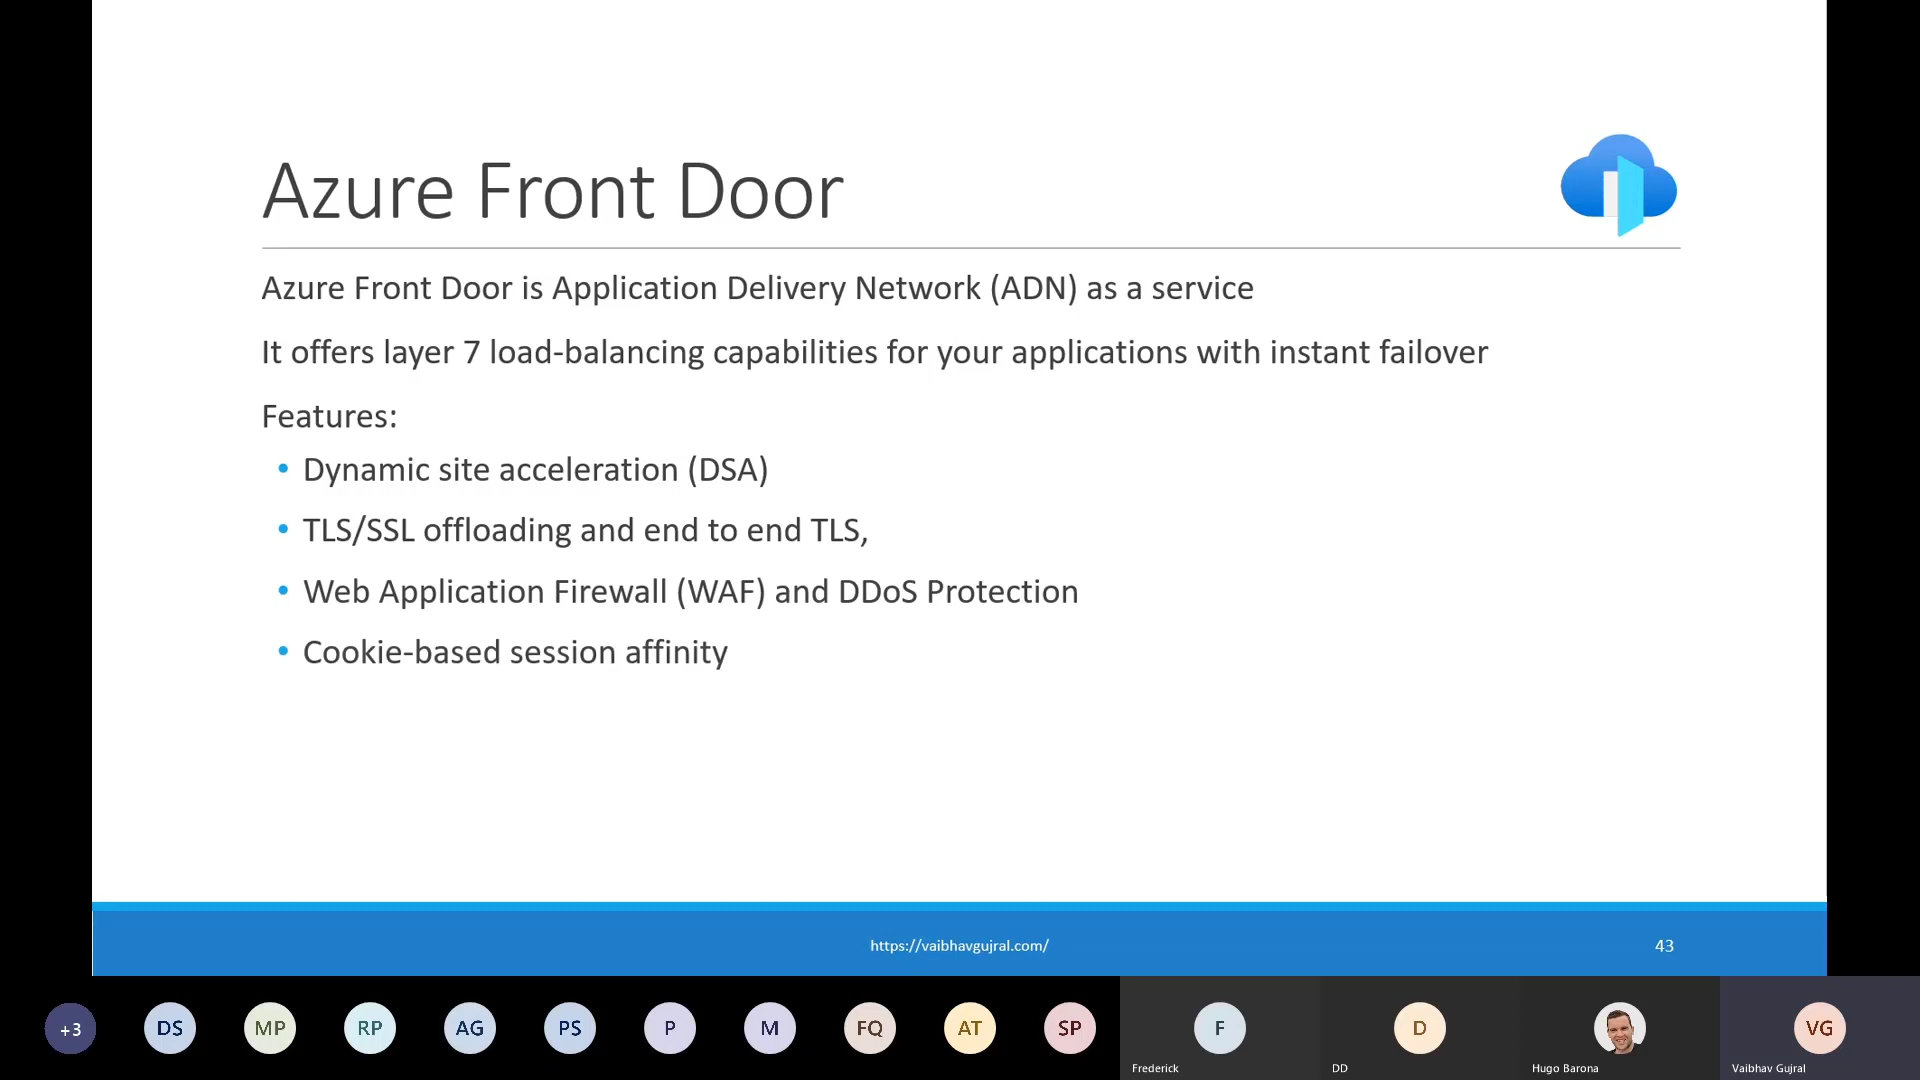 Azure Front Door
Azure Front Door is Application Delivery Network (ADN) as a service
It offers layer 7 load-balancing capabilities for your applications with instant failover
Features:
• Dynamic site acceleration (DSA)
• TLS/SSL offloading and end to end TLS,
• Web Application Firewall (WAF) and DDoS Protection
• Cookie-based session affinity
https://vaibhavgujral.com/
43
+3
DS
MP
RP
AG
PS
P
M
FQ
AT
SP
F
D
VG
Frederick
DD
Hugo Barona
Vaibhav Gujral